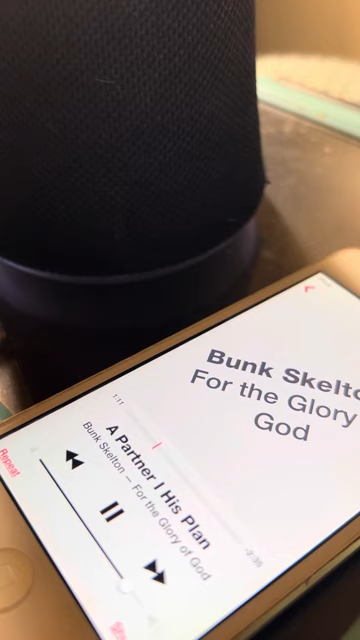 Bunk Skelto
For the Glory
God
1:11
-2:35
A Partner I His Plan
Bunk Skelton — For the Glory of God
Repeat